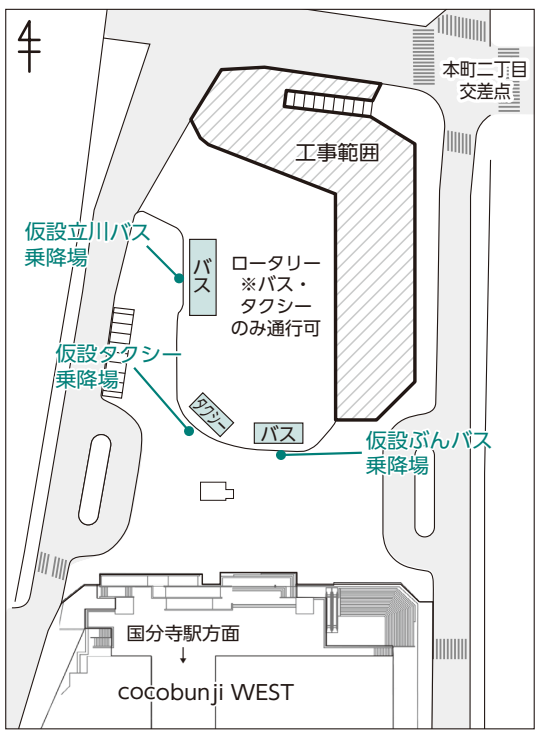 本町二丁目
交差点
工事範囲
仮設立川バス
乗降場
バス
ロータリー
※バス・
タクシー
のみ通行可
仮設タクシー
乗降場
タクシー
バス
仮設ぶんバス
乗降場
国分寺駅方面
↓
cocobunji WEST